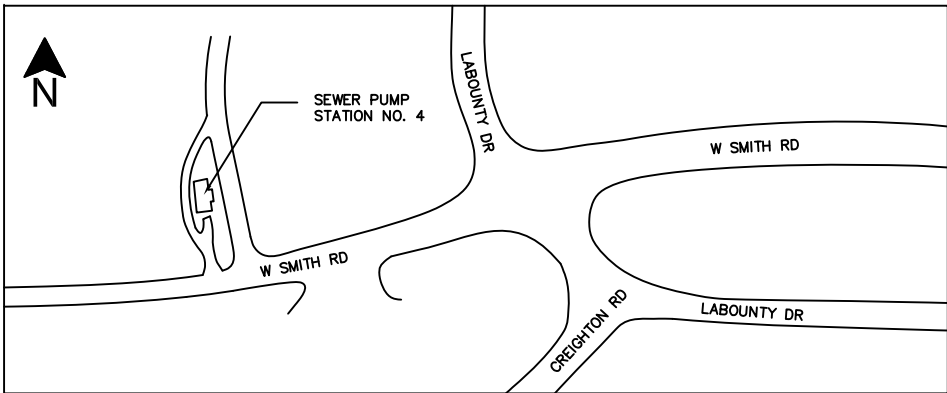 N
SEWER PUMP
STATION NO. 4
LABOUNTY DR
W SMITH RD
W SMITH RD
CREIGHTON RD
LABOUNTY DR